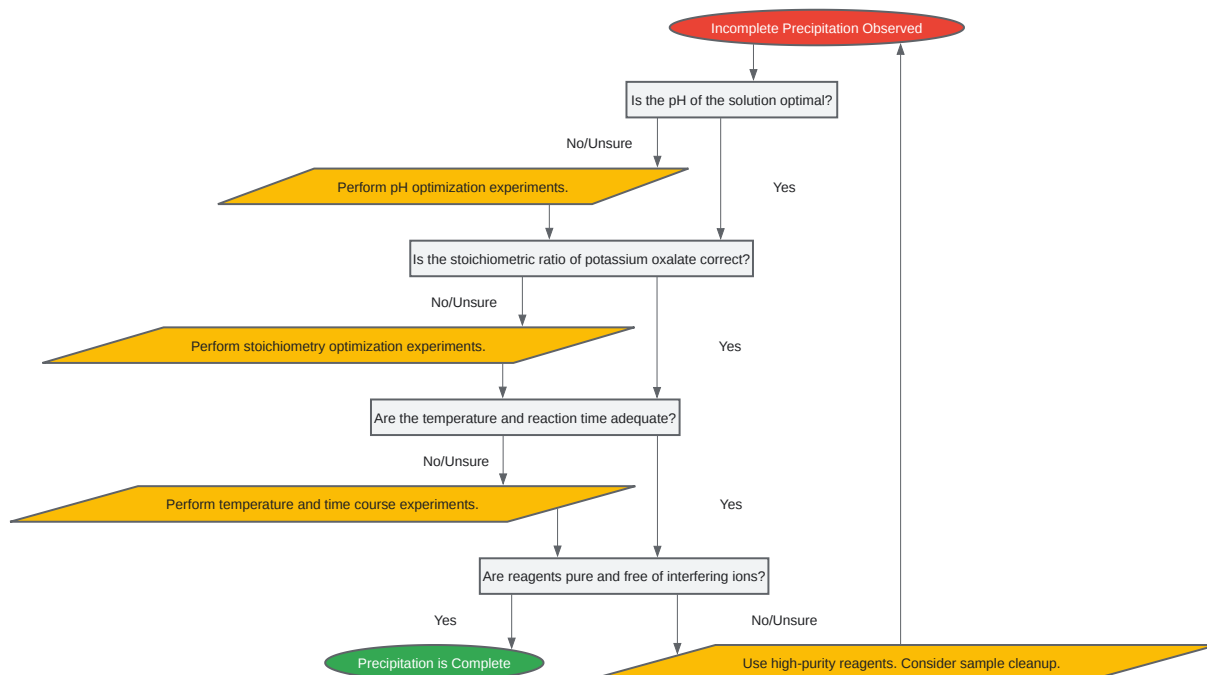 Incomplete Precipitation Observed
Is the pH of the solution optimal?
No/Unsure
Perform pH optimization experiments.
Yes
Is the stoichiometric ratio of potassium oxalate correct?
No/Unsure
Perform stoichiometry optimization experiments.
Yes
Are the temperature and reaction time adequate?
No/Unsure
Perform temperature and time course experiments.
Yes
Are reagents pure and free of interfering ions?
Yes
No/Unsure
Precipitation is Complete
Use high-purity reagents. Consider sample cleanup.